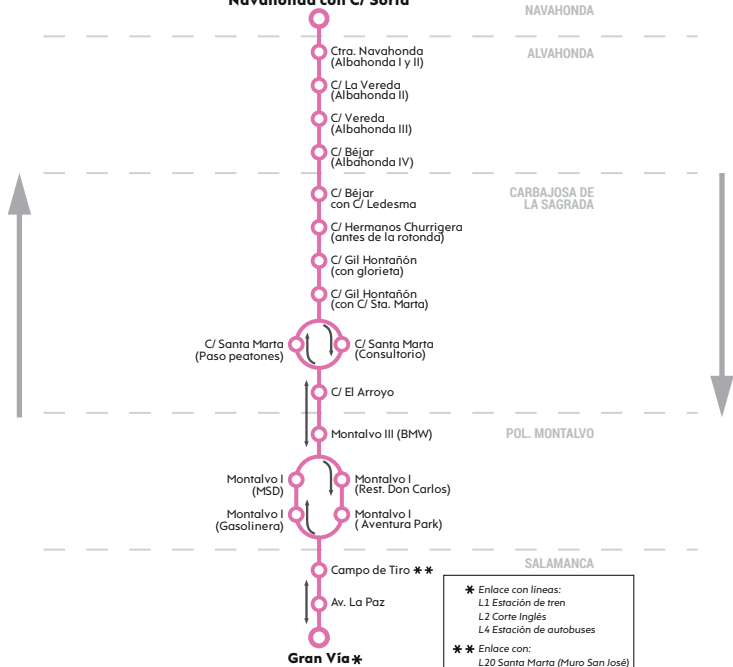 Navahonda con C/ Soria
NAVAHONDA
Ctra. Navahonda
(Albahonda I y II)
ALVAHONDA
C/ La Vereda
(Albahonda II)
C/ Vereda
(Albahonda III)
C/ Béjar
(Albahonda IV)
C/ Béjar
con C/ Ledesma
CARBAJOSA DE
LA SAGRADA
C/ Hermanos Churrigera
(antes de la rotonda)
C/ Gil Hontañón
(con glorieta)
C/ Gil Hontañón
(con C/ Sta. Marta)
C/ Santa Marta
(Paso peatones)
C/ Santa Marta
(Consultorio)
C/ El Arroyo
Montalvo III (BMW)
POL. MONTALVO
Montalvo I
(MSD)
Montalvo I
(Rest. Don Carlos)
Montalvo I
(Gasolinera)
Montalvo I
( Aventura Park)
SALAMANCA
Campo de Tiro **
Av. La Paz
Gran Vía*
* Enlace con líneas:
L1 Estación de tren
L2 Corte Inglés
L4 Estación de autobuses
** Enlace con:
L20 Santa Marta (Muro San José)